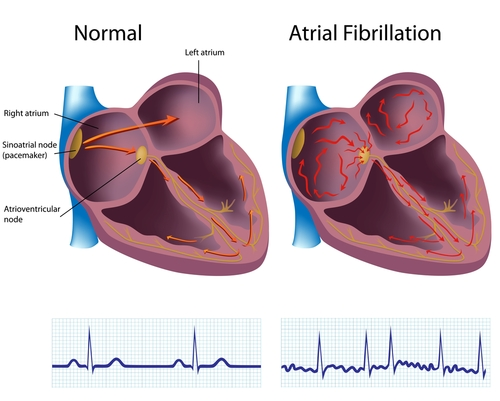 Normal
Atrial Fibrillation
Left atrium
Right atrium
Sinoatrial node
(pacemaker)
Atrioventricular
node